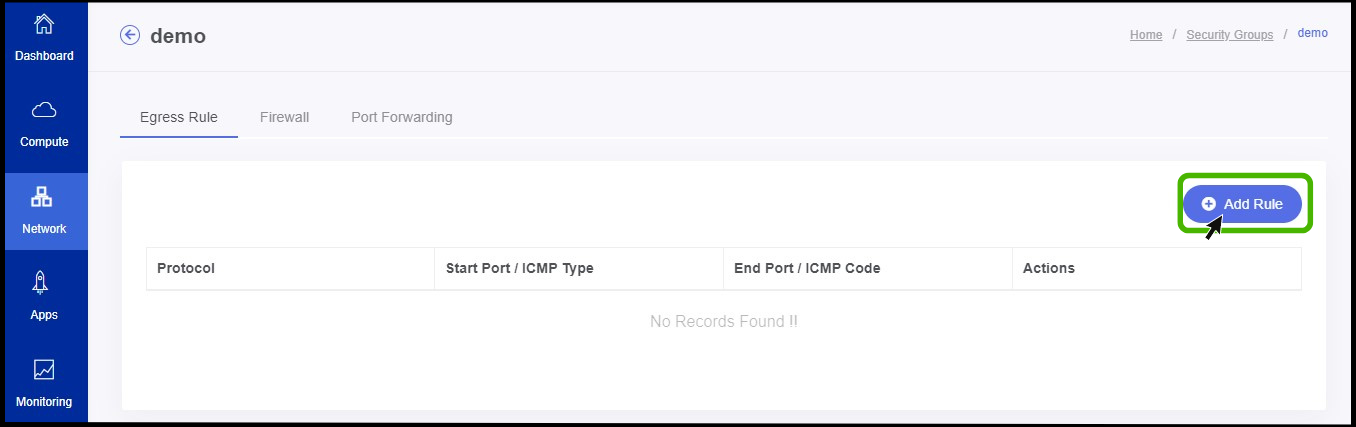 demo
Home / Security Groups / demo
Dashboard
Compute
Network
Apps
Monitoring
Egress Rule Firewall Port Forwarding
Add Rule
Protocol Start Port / ICMP Type End Port / ICMP Code Actions
No Records Found !!